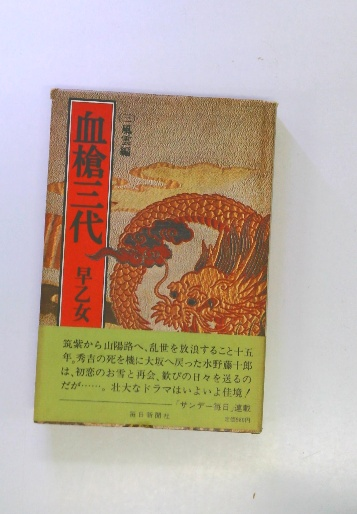 血槍三代
㊂風雲編
早乙女
筑紫から山陽路へ、乱世を放浪すること十五
年。秀吉の死を機に大坂へ戻った水野藤十郎
は、初恋のお雪と再会、歓びの日々を送るの
だが……。壮大なドラマはいよいよ佳境!
「サンデー毎日」連載
毎日新聞社